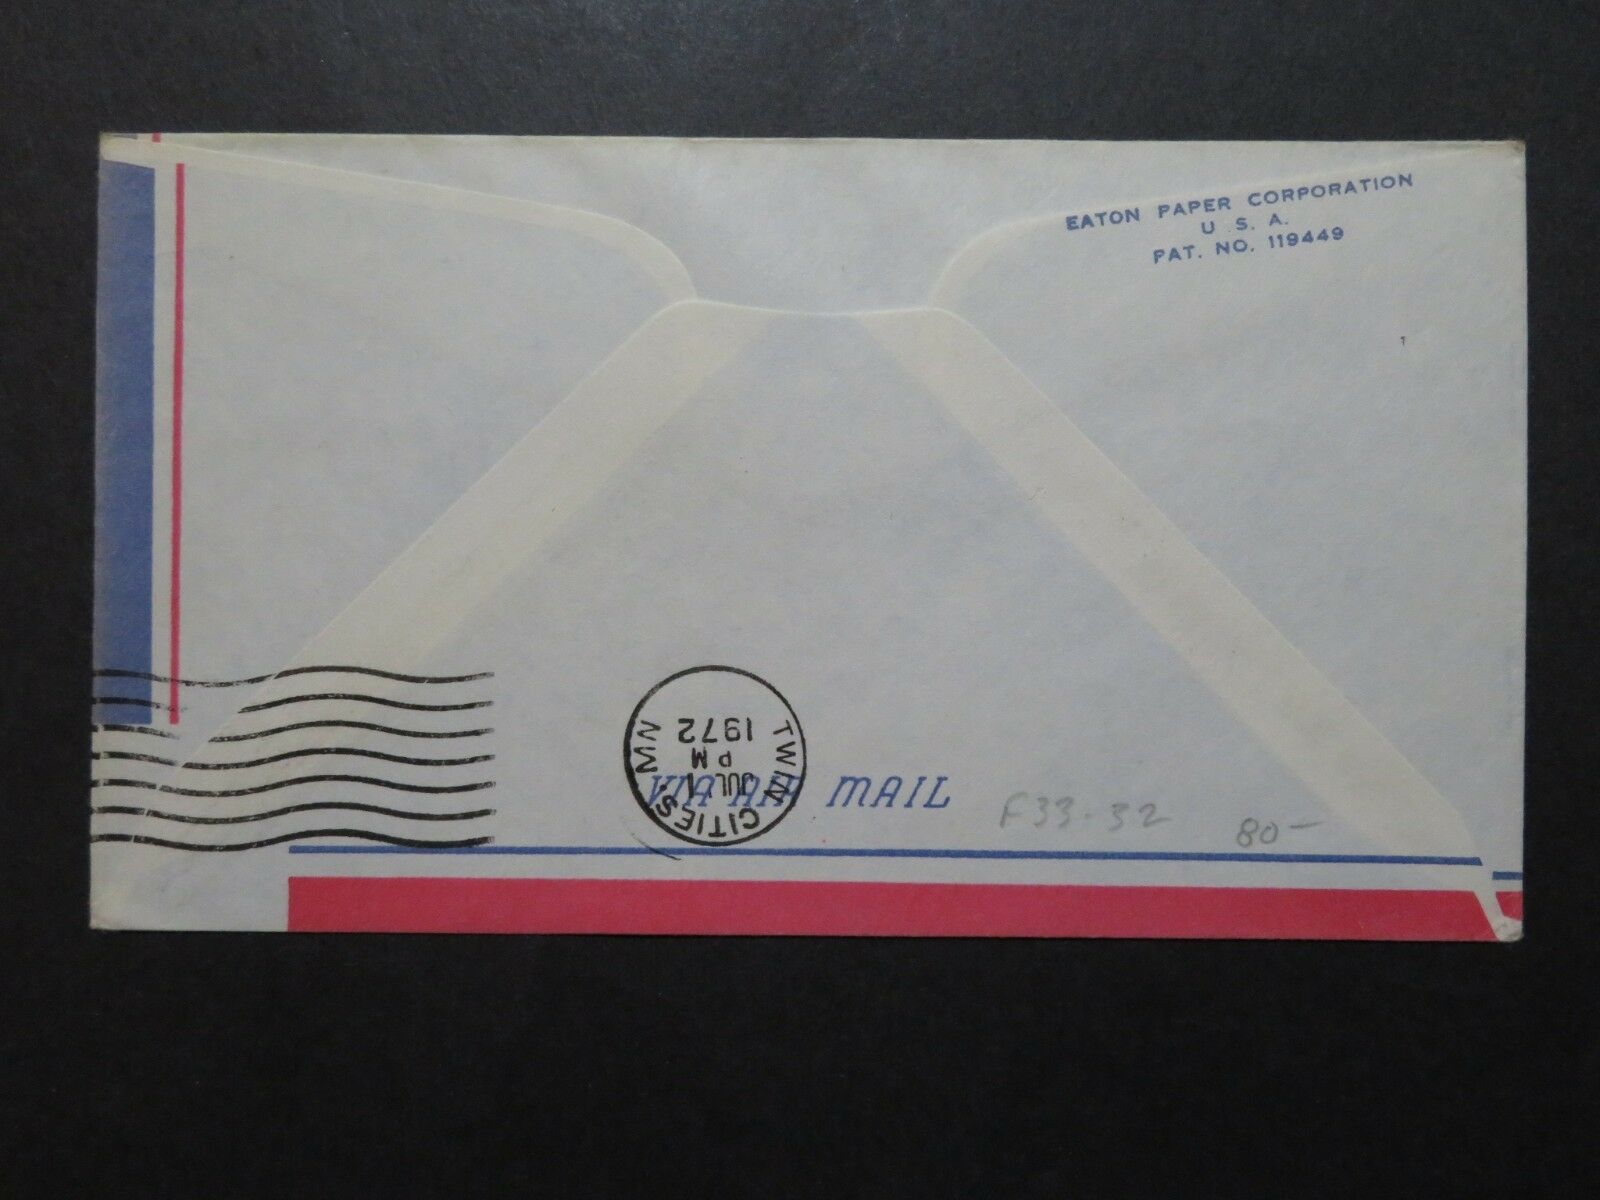 EATON PAPER CORPORATION
U.S.A.
PAT. NO. 119449
TWIN CITIES, MN
JUL 1
PM
1972
VIA AIR MAIL
F33-32
80-